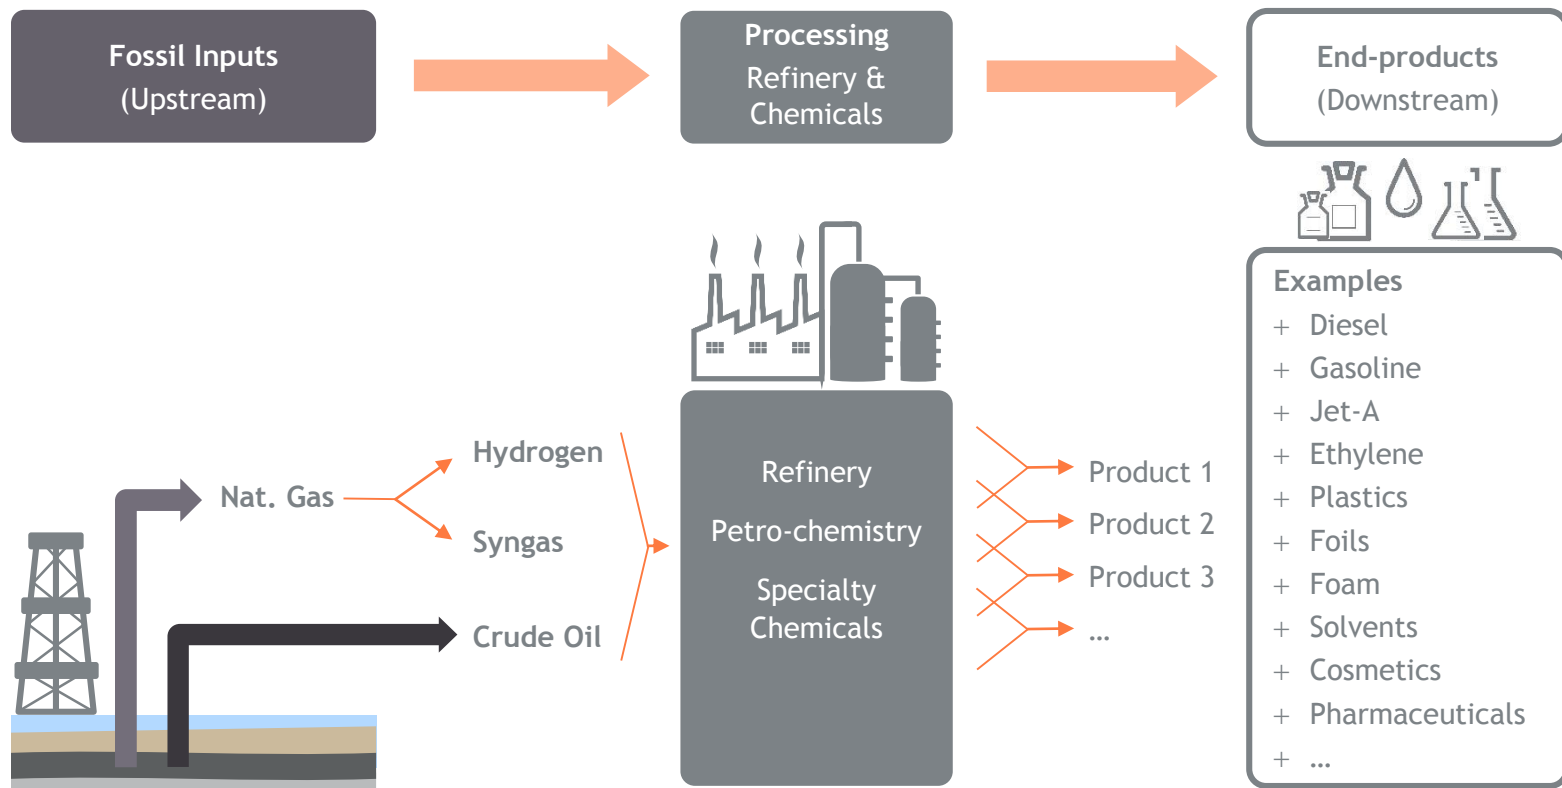 Fossil Inputs
(Upstream)
Processing
Refinery &
Chemicals
End-products
(Downstream)
Nat. Gas
Hydrogen
Syngas
Crude Oil
Refinery
Petro-chemistry
Specialty
Chemicals
Product 1
Product 2
Product 3
…
Examples
+ Diesel
+ Gasoline
+ Jet-A
+ Ethylene
+ Plastics
+ Foils
+ Foam
+ Solvents
+ Cosmetics
+ Pharmaceuticals
+ …